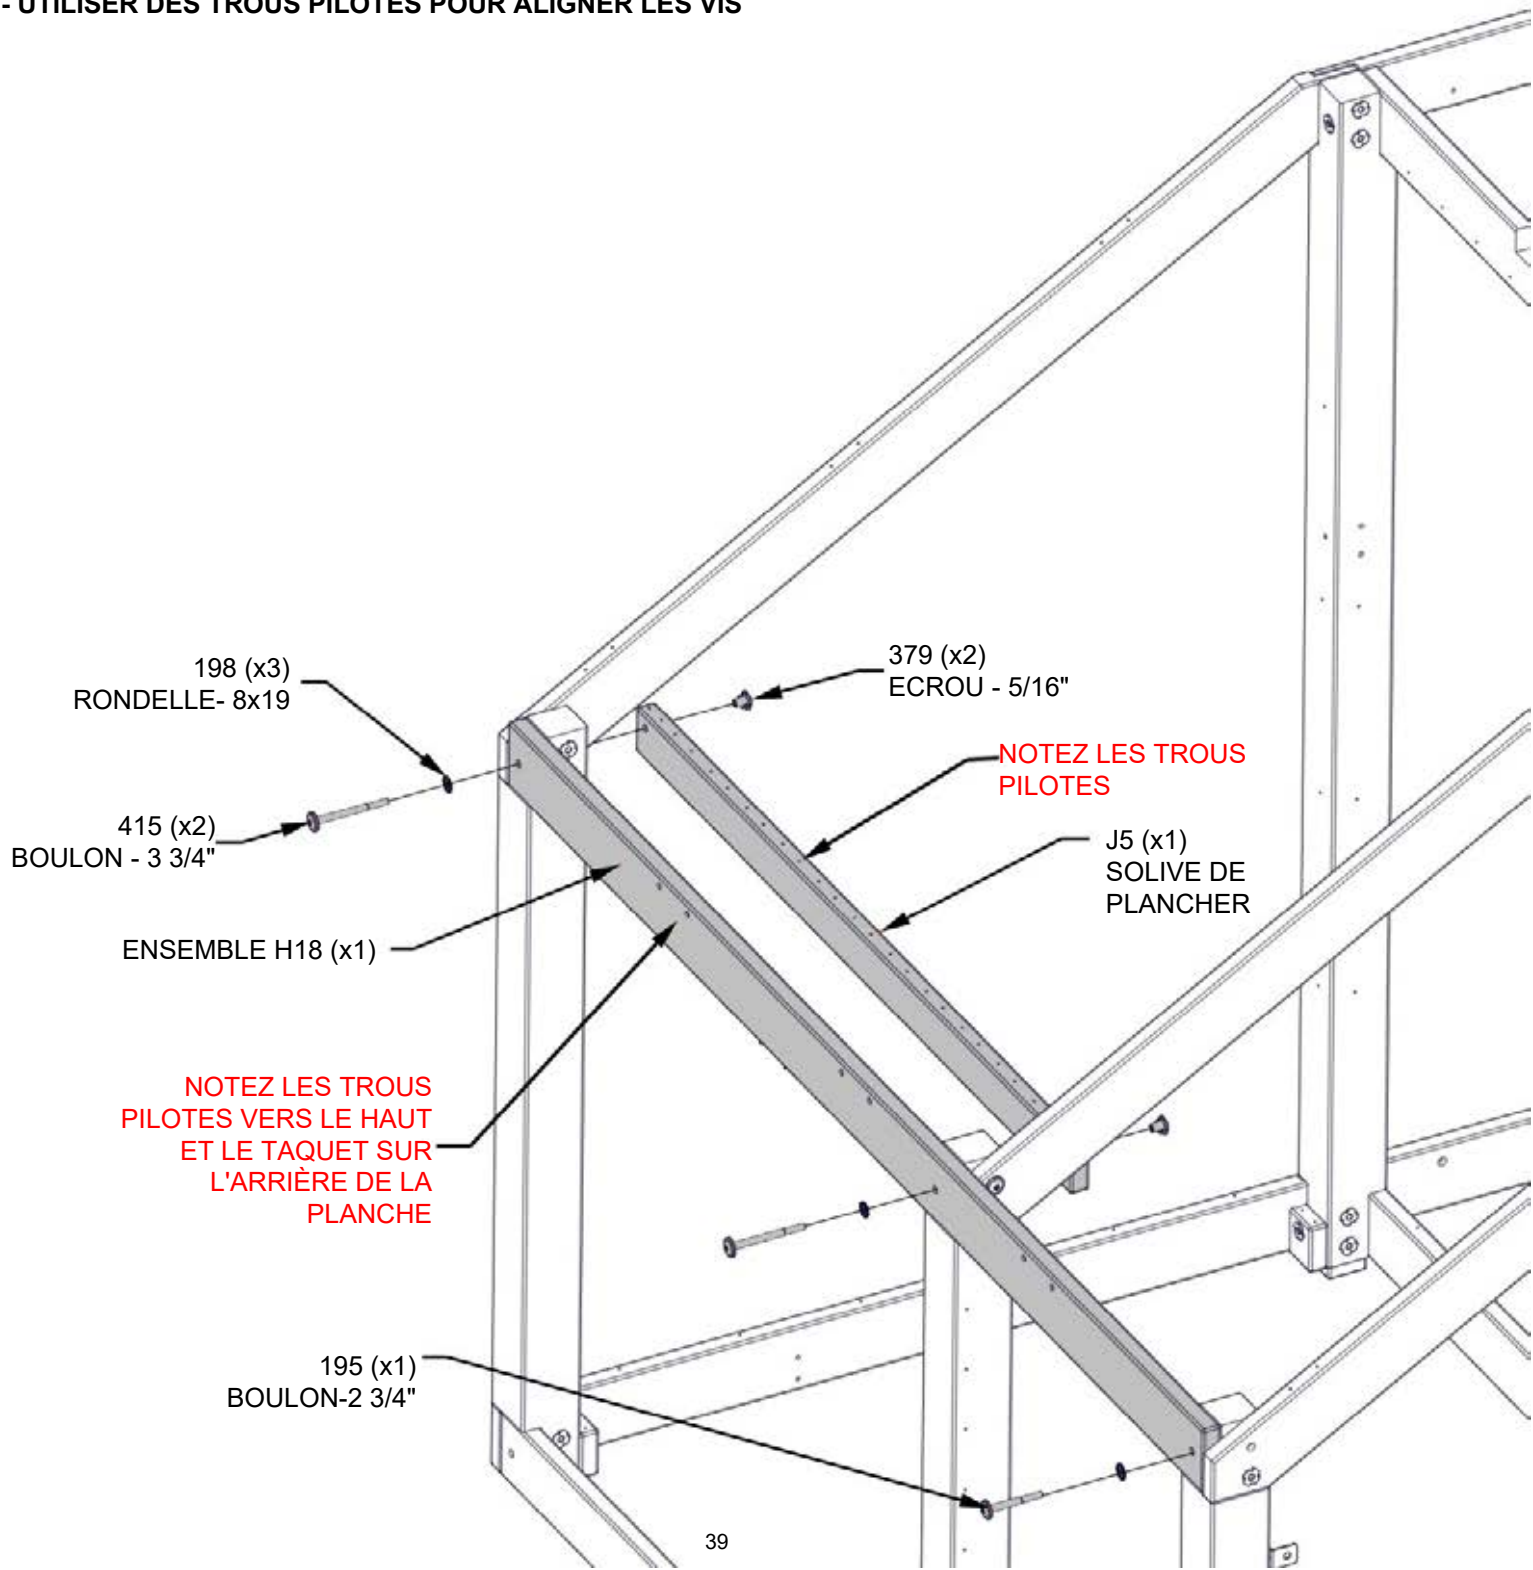 - UTILISER DES TROUS PILOTES POUR ALIGNER LES VIS
198 (x3)
RONDELLE- 8x19
379 (x2)
ECROU - 5/16"
NOTEZ LES TROUS
PILOTES
415 (x2)
BOULON - 3 3/4"
J5 (x1)
SOLIVE DE
PLANCHER
ENSEMBLE H18 (x1)
NOTEZ LES TROUS
PILOTES VERS LE HAUT
ET LE TAQUET SUR
L'ARRIÈRE DE LA
PLANCHE
195 (x1)
BOULON-2 3/4"
39